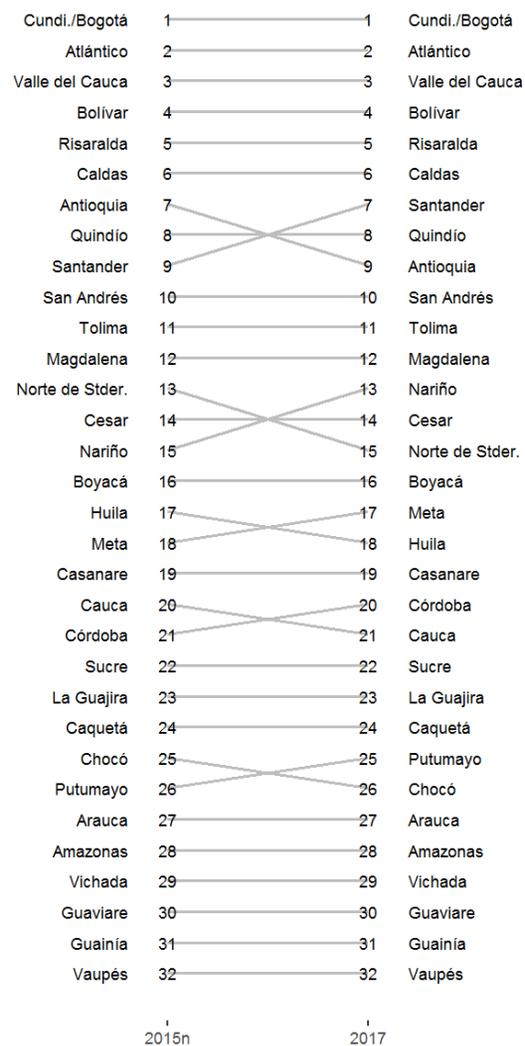 Cundi./Bogotá 1 1 Cundi./Bogotá
Atlántico 2 2 Atlántico
Valle del Cauca 3 3 Valle del Cauca
Bolívar 4 4 Bolívar
Risaralda 5 5 Risaralda
Caldas 6 6 Caldas
Antioquia 7 7 Santander
Quindío 8 8 Quindío
Santander 9 9 Antioquia
San Andrés 10 10 San Andrés
Tolima 11 11 Tolima
Magdalena 12 12 Magdalena
Norte de Stder. 13 13 Nariño
Cesar 14 14 Cesar
Nariño 15 15 Norte de Stder.
Boyacá 16 16 Boyacá
Huila 17 17 Meta
Meta 18 18 Huila
Casanare 19 19 Casanare
Cauca 20 20 Córdoba
Córdoba 21 21 Cauca
Sucre 22 22 Sucre
La Guajira 23 23 La Guajira
Caquetá 24 24 Caquetá
Chocó 25 25 Putumayo
Putumayo 26 26 Chocó
Arauca 27 27 Arauca
Amazonas 28 28 Amazonas
Vichada 29 29 Vichada
Guaviare 30 30 Guaviare
Guainía 31 31 Guainía
Vaupés 32 32 Vaupés
2015n 2017